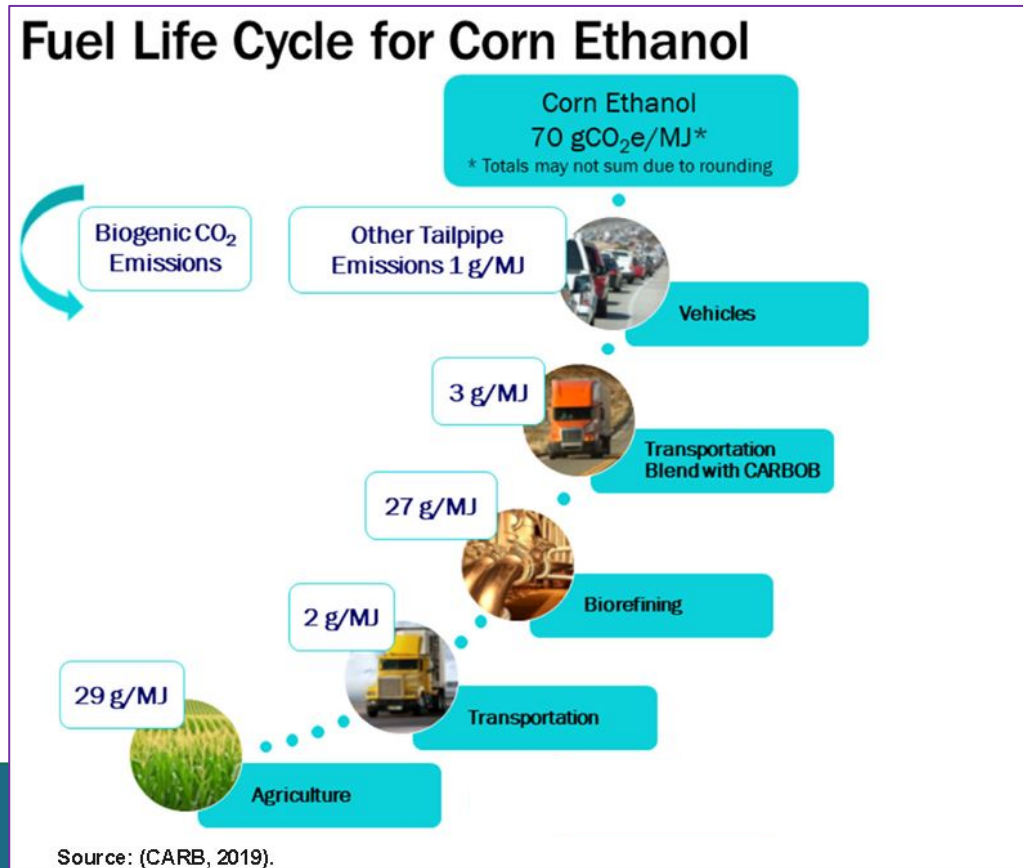 Fuel Life Cycle for Corn Ethanol
Corn Ethanol
70 gCO₂e/MJ*
* Totals may not sum due to rounding
Biogenic CO₂
Emissions
Other Tailpipe
Emissions 1 g/MJ
Vehicles
3 g/MJ
Transportation
Blend with CARBOB
27 g/MJ
Biorefining
2 g/MJ
Transportation
29 g/MJ
Agriculture
Source: (CARB, 2019).